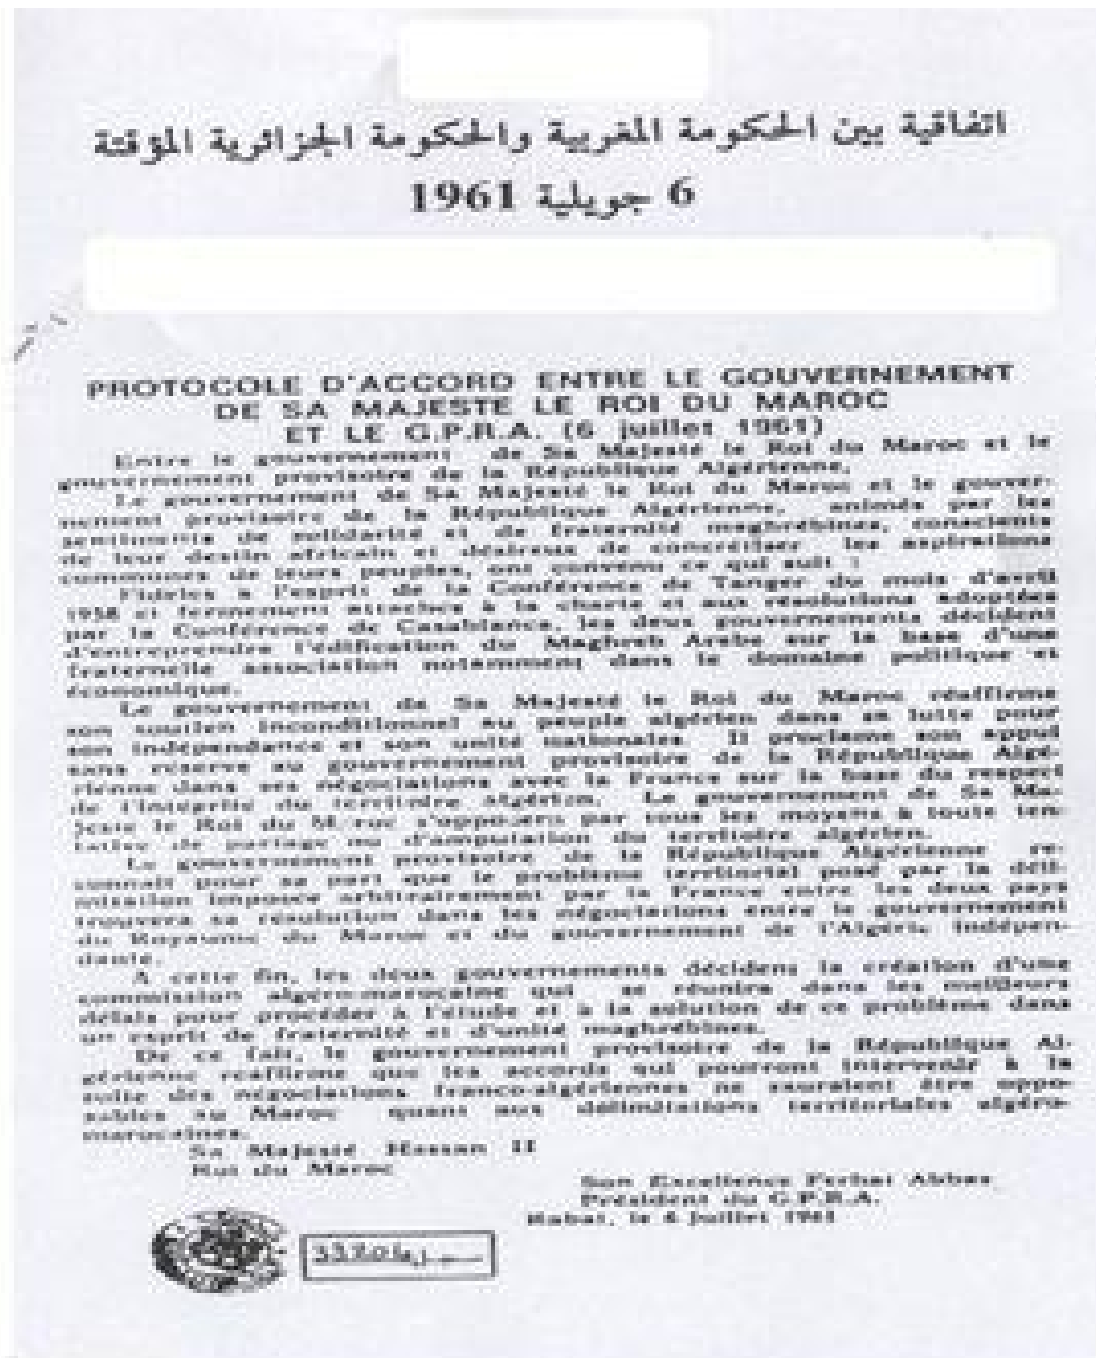 اتفاقية بين الحكومة المغربية والحكومة الجزائرية المؤقتة
6 جويلية 1961
PROTOCOLE D'ACCORD ENTRE LE GOUVERNEMENT
DE SA MAJESTE LE ROI DU MAROC
ET LE G.P.R.A. (6 juillet 1961)
Entre le gouvernement de Sa Majesté le Roi du Maroc et le
gouvernement provisoire de la République Algérienne,
Le gouvernement de Sa Majesté le Roi du Maroc et le gouver-
nement provisoire de la République Algérienne, animés par les
sentiments de solidarité et de fraternité maghrébines, conscients
de leur destin africain et désireux de concrétiser les aspirations
communes de leurs peuples, ont convenu ce qui suit :
Fidèles à l'esprit de la Conférence de Tanger du mois d'avril
1958 et fermement attachés à la charte et aux résolutions adoptées
par la Conférence de Casablanca, les deux gouvernements décident
d'entreprendre l'édification du Maghreb Arabe sur la base d'une
fraternelle association notamment dans le domaine politique et
économique.
Le gouvernement de Sa Majesté le Roi du Maroc réaffirme
son soutien inconditionnel au peuple algérien dans sa lutte pour
son indépendance et son unité nationales. Il proclame son appui
sans réserve au gouvernement provisoire de la République Algé-
rienne dans ses négociations avec la France sur la base du respect
de l'intégrité du territoire algérien. Le gouvernement de Sa Ma-
jesté le Roi du Maroc s'opposera par tous les moyens à toute ten-
tative de partage ou d'amputation du territoire algérien.
Le gouvernement provisoire de la République Algérienne re-
connaît pour sa part que le problème territorial posé par la déli-
mitation imposée arbitrairement par la France entre les deux pays
trouvera sa résolution dans les négociations entre le gouvernement
du Royaume du Maroc et du gouvernement de l'Algérie indépen-
dante.
A cette fin, les deux gouvernements décident la création d'une
commission algéro-marocaine qui se réunira dans les meilleurs
délais pour procéder à l'étude et à la solution de ce problème dans
un esprit de fraternité et d'unité maghrébines.
De ce fait, le gouvernement provisoire de la République Al-
gérienne réaffirme que les accords qui pourront intervenir à la
suite des négociations franco-algériennes ne sauraient être oppo-
sables au Maroc quant aux délimitations territoriales algéro-
marocaines.
Sa Majesté Hassan II
Roi du Maroc
Son Excellence Ferhat Abbas
Président du G.P.R.A.
Rabat, le 6 juillet 1961